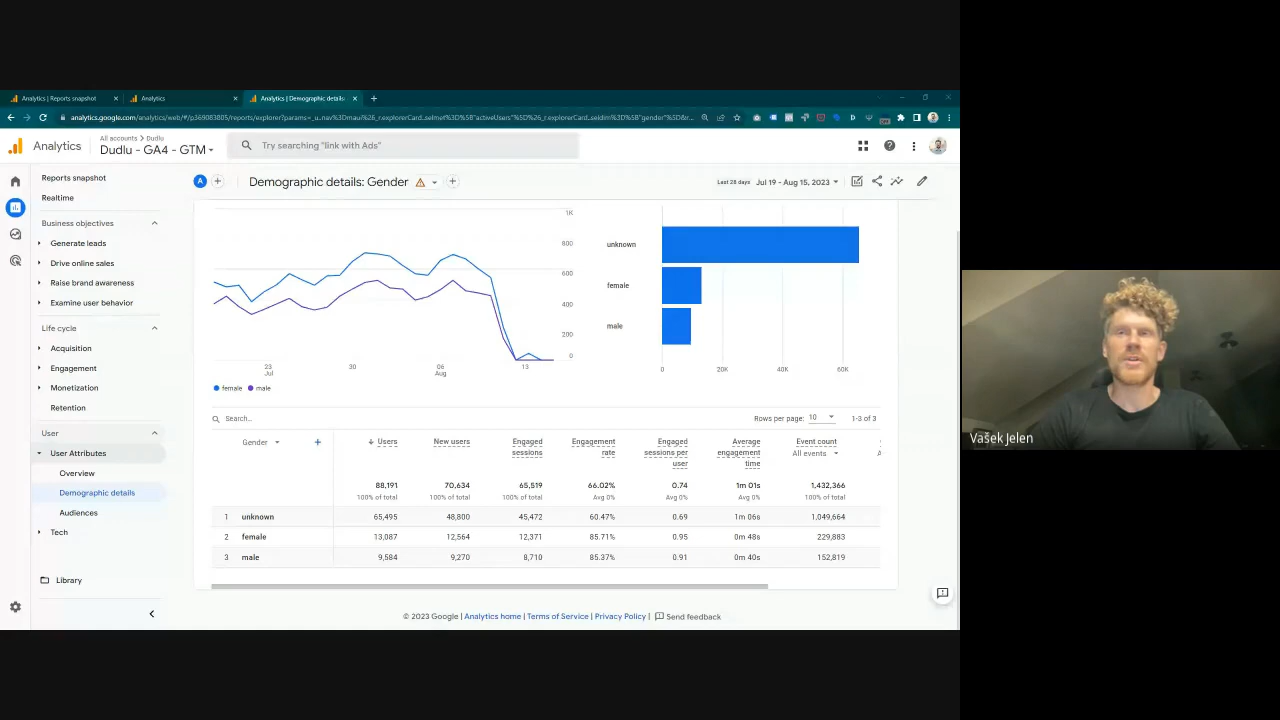 Analytics | Reports snapshot
Analytics
Analytics | Demographic details:
Analytics
All accounts > Dudlu
Dudlu - GA4 - GTM
Try searching "link with Ads"
Reports snapshot
Realtime
Business objectives
Generate leads
Drive online sales
Raise brand awareness
Examine user behavior
Life cycle
Acquisition
Engagement
Monetization
Retention
User
User Attributes
Overview
Demographic details
Audiences
Tech
Library
A
Demographic details: Gender
Last 28 days Jul 19 - Aug 15, 2023
1K
800
600
400
200
0
23
Jul
30
06
Aug
13
female male
unknown
female
male
0 20K 40K 60K
Search...
Rows per page: 10 1-3 of 3
Gender Users New users Engaged sessions Engagement rate Engaged sessions per user Average engagement time Event count
All events
88,191 70,634 65,519 66.02% 0.74 1m 01s 1,432,366
100% of total 100% of total 100% of total Avg 0% Avg 0% Avg 0% 100% of total
1 unknown 65,495 48,800 45,472 60.47% 0.69 1m 06s 1,049,664
2 female 13,087 12,564 12,371 85.71% 0.95 0m 48s 229,883
3 male 9,584 9,270 8,710 85.37% 0.91 0m 40s 152,819
© 2023 Google | Analytics home | Terms of Service | Privacy Policy | Send feedback
Vašek Jelen